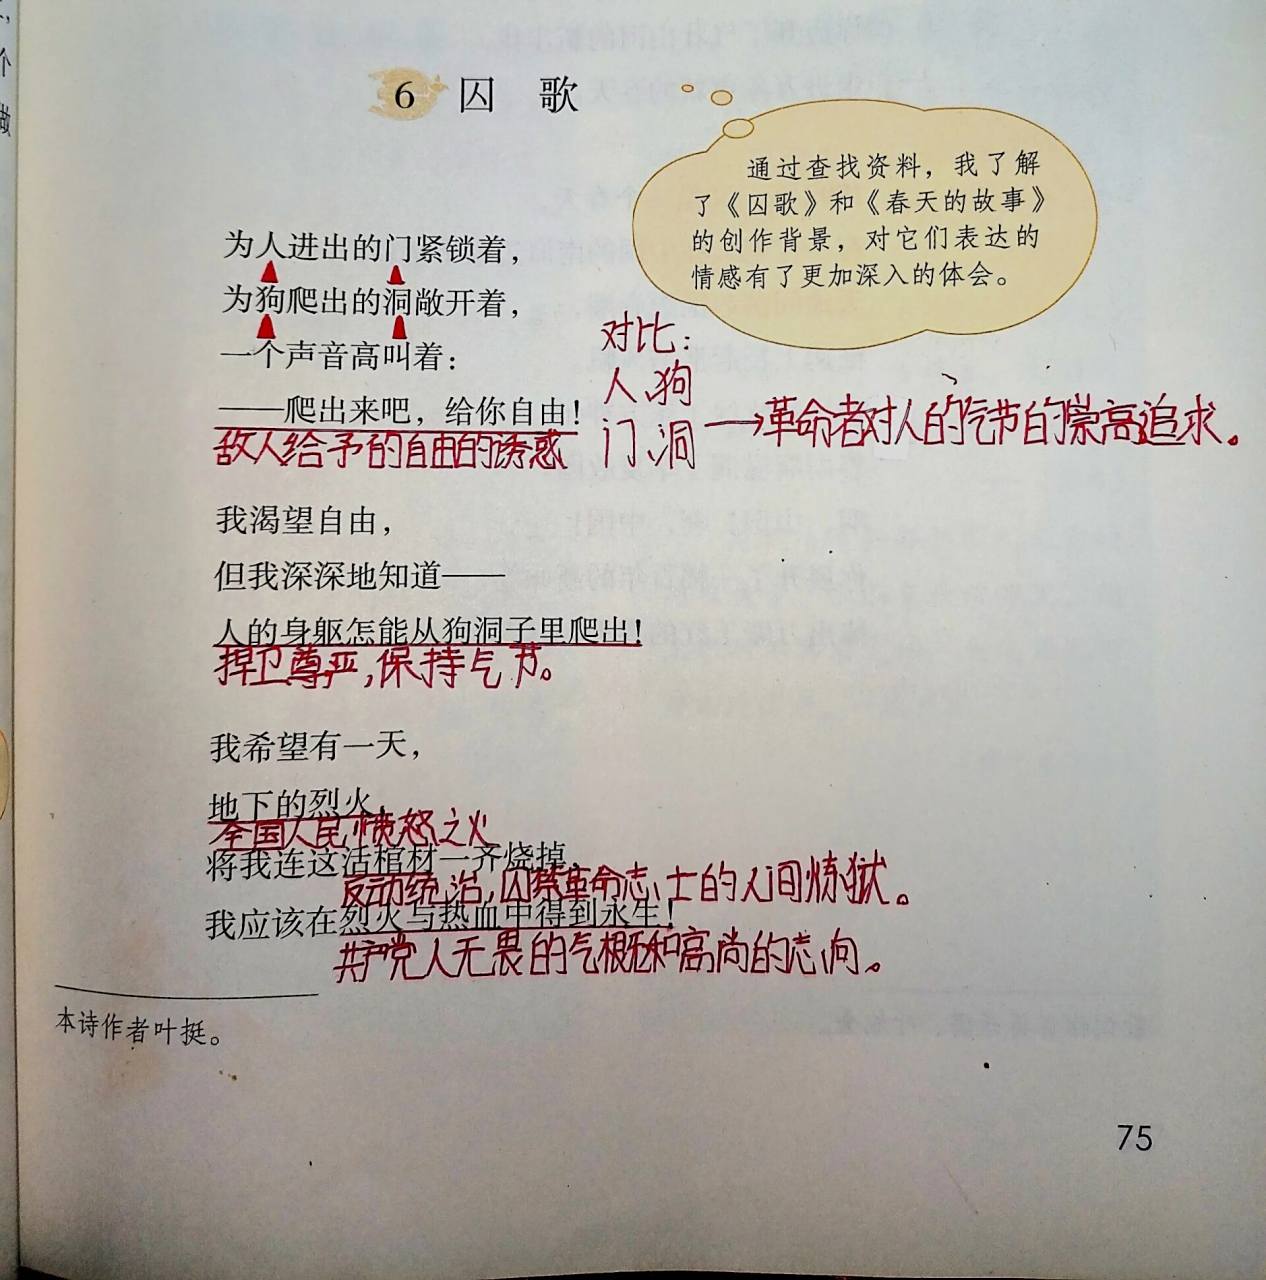 6 囚 歌
通过查找资料，我了解
了《囚歌》和《春天的故事》
的创作背景，对它们表达的
情感有了更加深入的体会。
为人进出的门紧锁着，
为狗爬出的洞敞开着，
一个声音高叫着：
——爬出来吧，给你自由！
敌人给予的自由的诱惑
对比：
人、狗
门、洞
→革命者对人的气节的崇高追求。
我渴望自由，
但我深深地知道——
人的身躯怎能从狗洞子里爬出！
捍卫尊严，保持气节。
我希望有一天，
地下的烈火，
全国人民愤怒之火
将我连这活棺材一齐烧掉，
反动统治，囚禁革命志士的人间炼狱。
我应该在烈火与热血中得到永生！
共产党人无畏的气概和高尚的志向。
本诗作者叶挺。
75
个
做